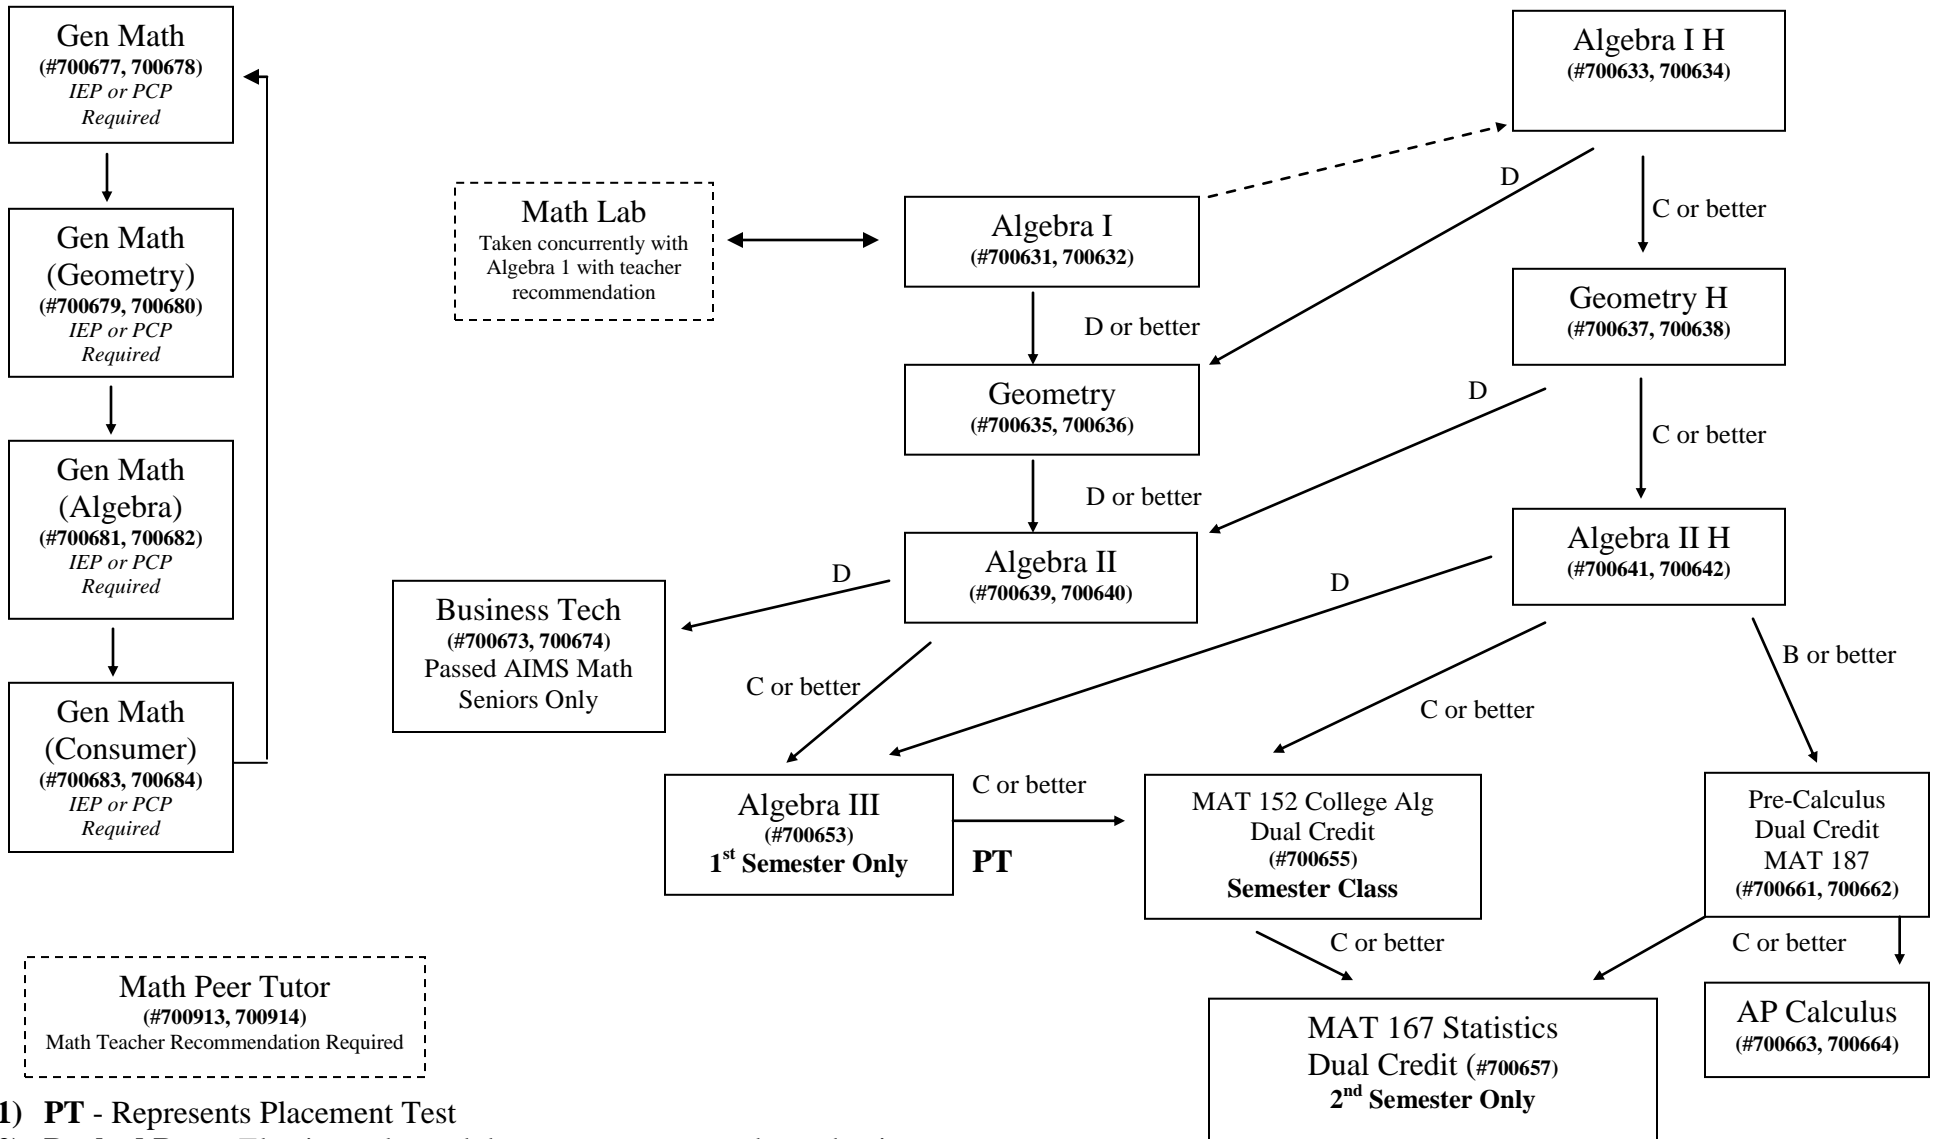 Gen Math
(#700677, 700678)
IEP or PCP
Required
Gen Math
(Geometry)
(#700679, 700680)
IEP or PCP
Required
Gen Math
(Algebra)
(#700681, 700682)
IEP or PCP
Required
Gen Math
(Consumer)
(#700683, 700684)
IEP or PCP
Required
Math Lab
Taken concurrently with
Algebra 1 with teacher
recommendation
Algebra I
(#700631, 700632)
D or better
Geometry
(#700635, 700636)
D or better
Algebra II
(#700639, 700640)
D
Business Tech
(#700673, 700674)
Passed AIMS Math
Seniors Only
C or better
Algebra III
(#700653)
1st Semester Only
C or better
PT
Algebra I H
(#700633, 700634)
D
C or better
Geometry H
(#700637, 700638)
D
C or better
Algebra II H
(#700641, 700642)
D
C or better
B or better
MAT 152 College Alg
Dual Credit
(#700655)
Semester Class
Pre-Calculus
Dual Credit
MAT 187
(#700661, 700662)
C or better
C or better
MAT 167 Statistics
Dual Credit (#700657)
2nd Semester Only
AP Calculus
(#700663, 700664)
Math Peer Tutor
(#700913, 700914)
Math Teacher Recommendation Required
1) PT - Represents Placement Test